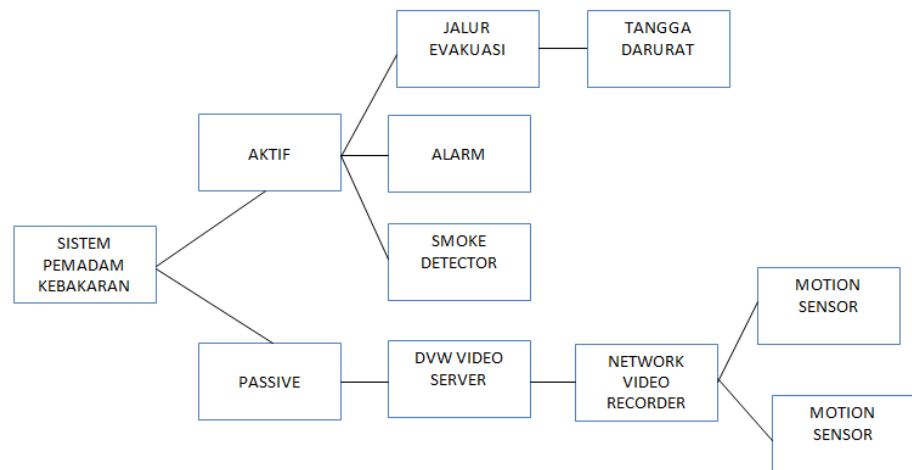 JALUR
EVAKUASI
TANGGA
DARURAT
AKTIF
ALARM
SISTEM
PEMADAM
KEBAKARAN
SMOKE
DETECTOR
MOTION
SENSOR
PASSIVE
DVW VIDEO
SERVER
NETWORK
VIDEO
RECORDER
MOTION
SENSOR